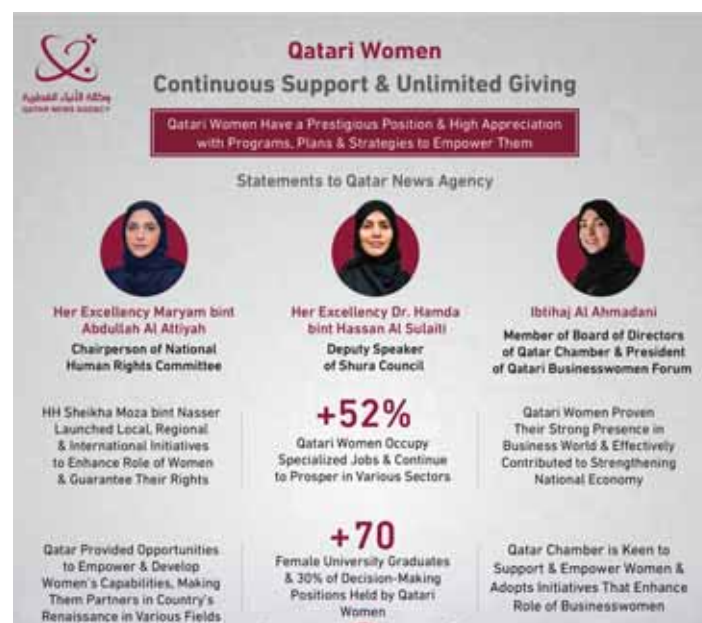 وكالة الأنباء القطرية
QATAR NEWS AGENCY
Qatari Women
Continuous Support & Unlimited Giving
Qatari Women Have a Prestigious Position & High Appreciation
with Programs, Plans & Strategies to Empower Them
Statements to Qatar News Agency
Her Excellency Maryam bint
Abdullah Al Attiyah
Chairperson of National
Human Rights Committee
HH Sheikha Moza bint Nasser
Launched Local, Regional
& International Initiatives
to Enhance Role of Women
& Guarantee Their Rights
Qatar Provided Opportunities
to Empower & Develop
Women's Capabilities, Making
Them Partners in Country's
Renaissance in Various Fields
Her Excellency Dr. Hamda
bint Hassan Al Sulaiti
Deputy Speaker
of Shura Council
+52%
Qatari Women Occupy
Specialized Jobs & Continue
to Prosper in Various Sectors
+70
Female University Graduates
& 30% of Decision-Making
Positions Held by Qatari
Women
Ibtihaj Al Ahmadani
Member of Board of Directors
of Qatar Chamber & President
of Qatari Businesswomen Forum
Qatari Women Proven
Their Strong Presence in
Business World & Effectively
Contributed to Strengthening
National Economy
Qatar Chamber is Keen to
Support & Empower Women &
Adopts Initiatives That Enhance
Role of Businesswomen